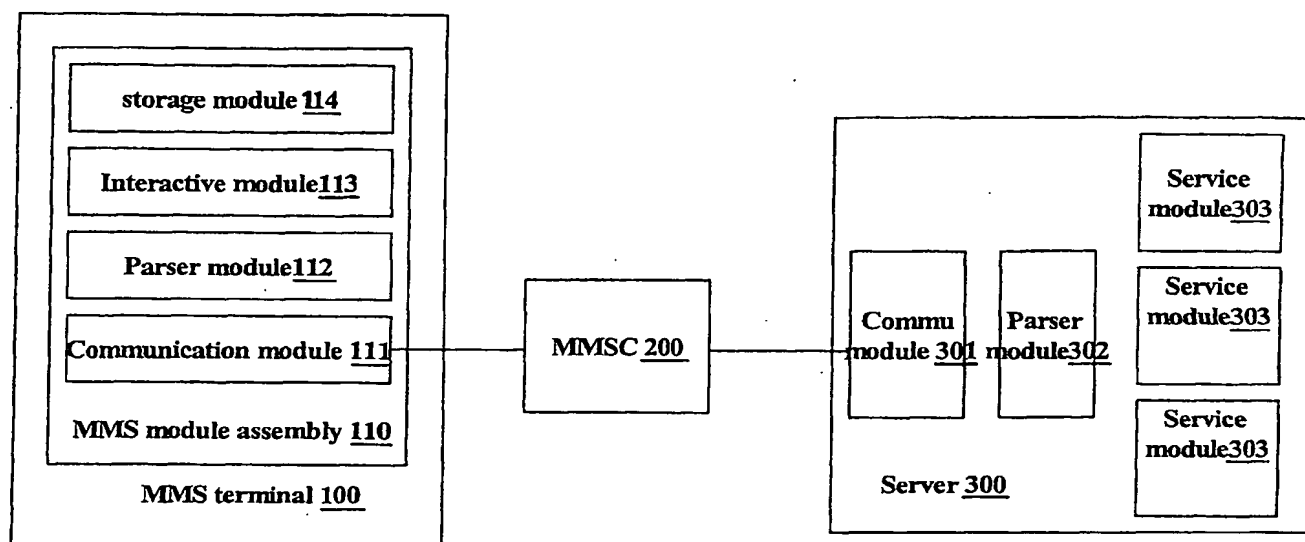 storage module 114
Interactive module113
Parser module112
Communication module 111
MMS module assembly 110
MMS terminal 100
MMSC 200
Commu
module 301
Parser
module302
Service
module303
Service
module303
Service
module303
Server 300